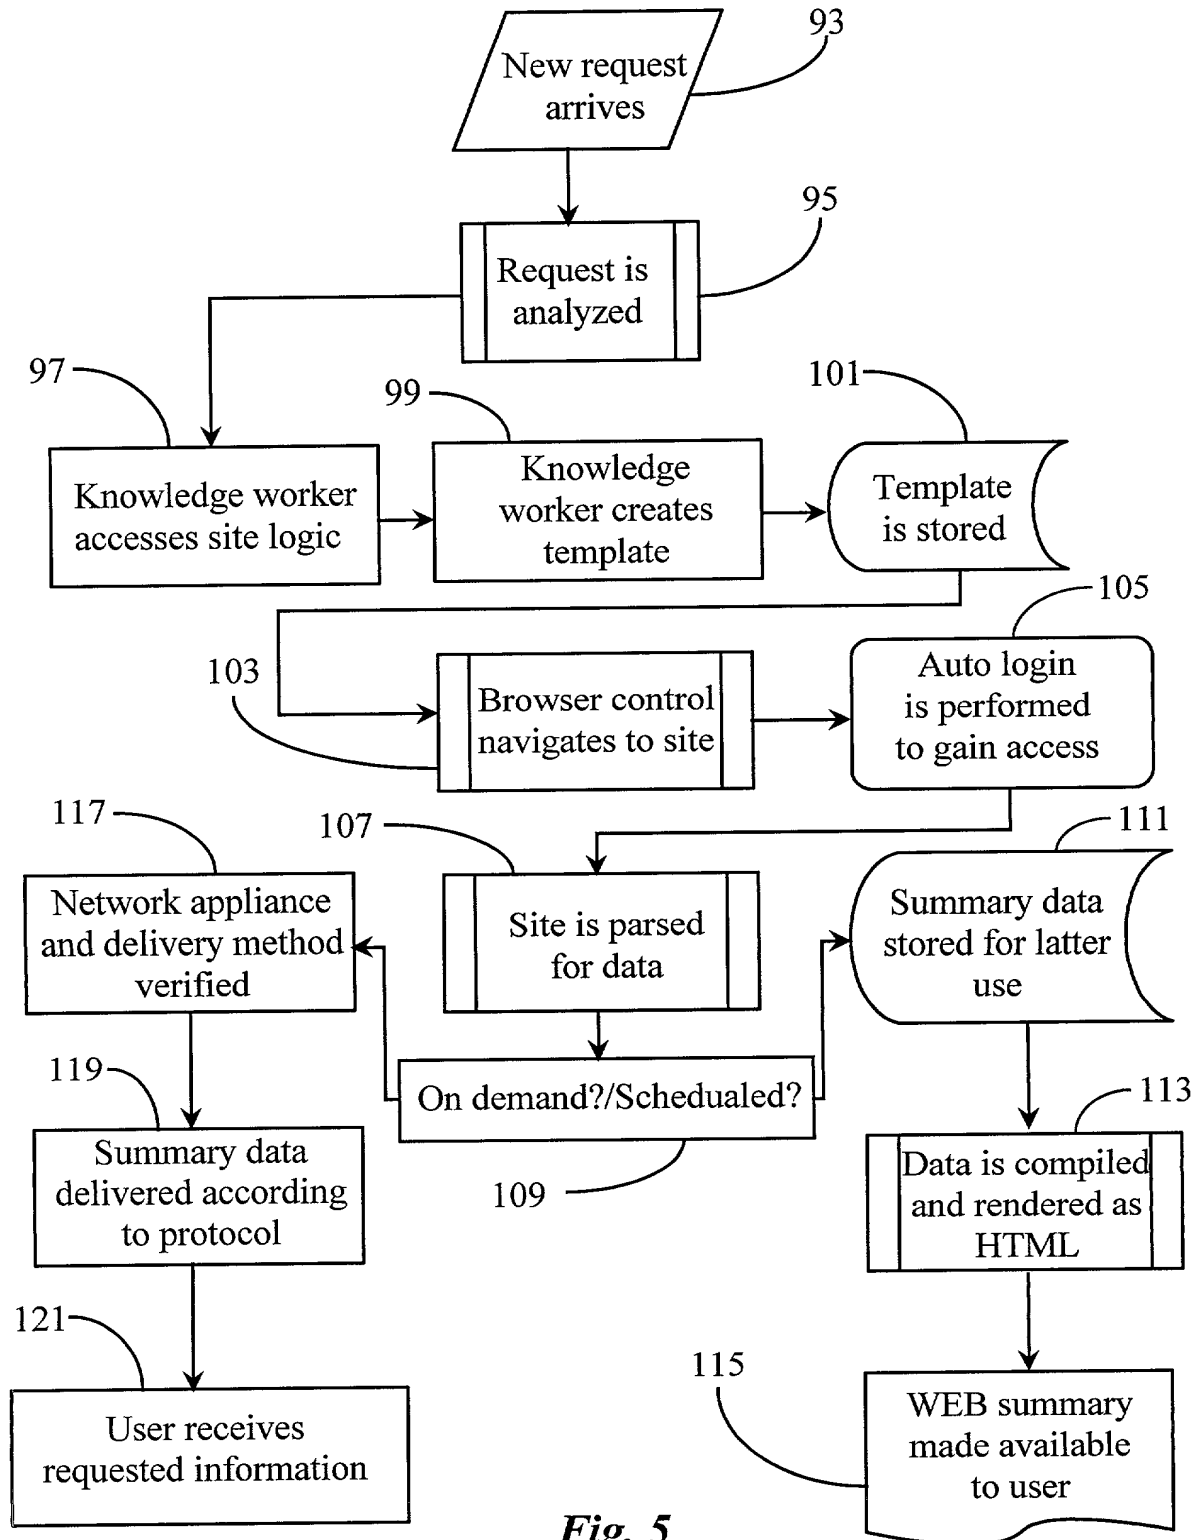 93
New request
arrives
95
Request is
analyzed
97
99
101
Knowledge worker
accesses site logic
Knowledge
worker creates
template
Template
is stored
103
105
Browser control
navigates to site
Auto login
is performed
to gain access
117
107
111
Network appliance
and delivery method
verified
Site is parsed
for data
Summary data
stored for latter
use
119
On demand?/Schedualed?
109
113
Summary data
delivered according
to protocol
Data is compiled
and rendered as
HTML
121
115
User receives
requested information
WEB summary
made available
to user
Fig. 5